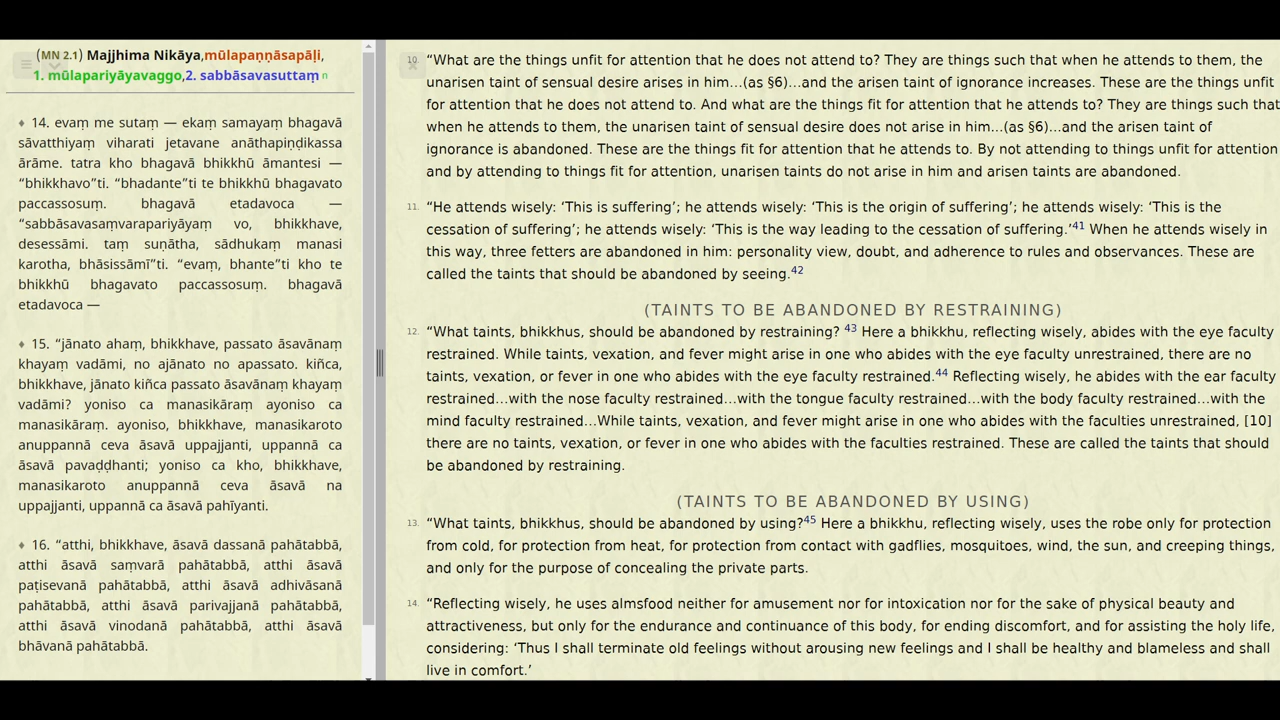 (MN 2.1) Majjhima Nikāya,mūlapaṇṇāsapāḷi,
1. mūlapariyāyavaggo,2. sabbāsavasuttaṃ n
♦ 14. evaṃ me sutaṃ — ekaṃ samayaṃ bhagavā
sāvatthiyaṃ viharati jetavane anāthapiṇḍikassa
ārāme. tatra kho bhagavā bhikkhū āmantesi —
“bhikkhavo”ti. “bhadante”ti te bhikkhū bhagavato
paccassosuṃ. bhagavā etadavoca —
“sabbāsavasaṃvarapariyāyaṃ vo, bhikkhave,
desessāmi. taṃ suṇātha, sādhukaṃ manasi
karotha, bhāsissāmī”ti. “evaṃ, bhante”ti kho te
bhikkhū bhagavato paccassosuṃ. bhagavā
etadavoca —
♦ 15. “jānato ahaṃ, bhikkhave, passato āsavānaṃ
khayaṃ vadāmi, no ajānato no apassato. kiñca,
bhikkhave, jānato kiñca passato āsavānaṃ khayaṃ
vadāmi? yoniso ca manasikāraṃ ayoniso ca
manasikāraṃ. ayoniso, bhikkhave, manasikaroto
anuppannā ceva āsavā uppajjanti, uppannā ca
āsavā pavaḍḍhanti; yoniso ca kho, bhikkhave,
manasikaroto anuppannā ceva āsavā na
uppajjanti, uppannā ca āsavā pahīyanti.
♦ 16. “atthi, bhikkhave, āsavā dassanā pahātabbā,
atthi āsavā saṃvarā pahātabbā, atthi āsavā
paṭisevanā pahātabbā, atthi āsavā adhivāsanā
pahātabbā, atthi āsavā parivajjanā pahātabbā,
atthi āsavā vinodanā pahātabbā, atthi āsavā
bhāvanā pahātabbā.
10. “What are the things unfit for attention that he does not attend to? They are things such that when he attends to them, the
unarisen taint of sensual desire arises in him…(as §6)…and the arisen taint of ignorance increases. These are the things unfit
for attention that he does not attend to. And what are the things fit for attention that he attends to? They are things such that
when he attends to them, the unarisen taint of sensual desire does not arise in him…(as §6)…and the arisen taint of
ignorance is abandoned. These are the things fit for attention that he attends to. By not attending to things unfit for attention
and by attending to things fit for attention, unarisen taints do not arise in him and arisen taints are abandoned.
11. “He attends wisely: ‘This is suffering’; he attends wisely: ‘This is the origin of suffering’; he attends wisely: ‘This is the
cessation of suffering’; he attends wisely: ‘This is the way leading to the cessation of suffering.’41 When he attends wisely in
this way, three fetters are abandoned in him: personality view, doubt, and adherence to rules and observances. These are
called the taints that should be abandoned by seeing.42
(TAINTS TO BE ABANDONED BY RESTRAINING)
12. “What taints, bhikkhus, should be abandoned by restraining? 43 Here a bhikkhu, reflecting wisely, abides with the eye faculty
restrained. While taints, vexation, and fever might arise in one who abides with the eye faculty unrestrained, there are no
taints, vexation, or fever in one who abides with the eye faculty restrained.44 Reflecting wisely, he abides with the ear faculty
restrained…with the nose faculty restrained…with the tongue faculty restrained…with the body faculty restrained…with the
mind faculty restrained…While taints, vexation, and fever might arise in one who abides with the faculties unrestrained, [10]
there are no taints, vexation, or fever in one who abides with the faculties restrained. These are called the taints that should
be abandoned by restraining.
(TAINTS TO BE ABANDONED BY USING)
13. “What taints, bhikkhus, should be abandoned by using?45 Here a bhikkhu, reflecting wisely, uses the robe only for protection
from cold, for protection from heat, for protection from contact with gadflies, mosquitoes, wind, the sun, and creeping things,
and only for the purpose of concealing the private parts.
14. “Reflecting wisely, he uses almsfood neither for amusement nor for intoxication nor for the sake of physical beauty and
attractiveness, but only for the endurance and continuance of this body, for ending discomfort, and for assisting the holy life,
considering: ‘Thus I shall terminate old feelings without arousing new feelings and I shall be healthy and blameless and shall
live in comfort.’